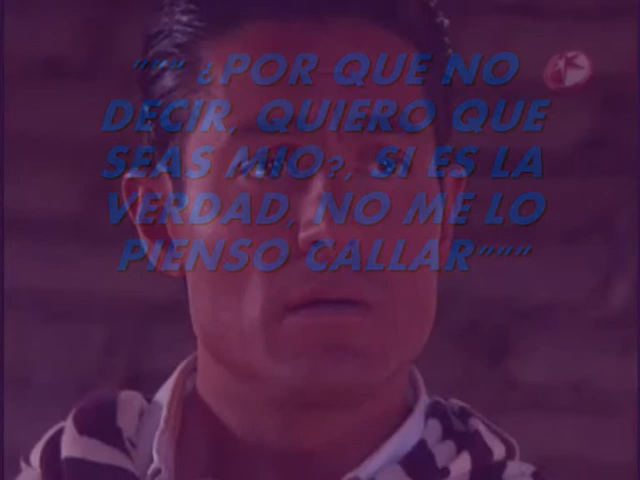 """ ¿POR QUE NO
DECIR, QUIERO QUE
SEAS MIO?, SI ES LA
VERDAD, NO ME LO
PIENSO CALLAR"""